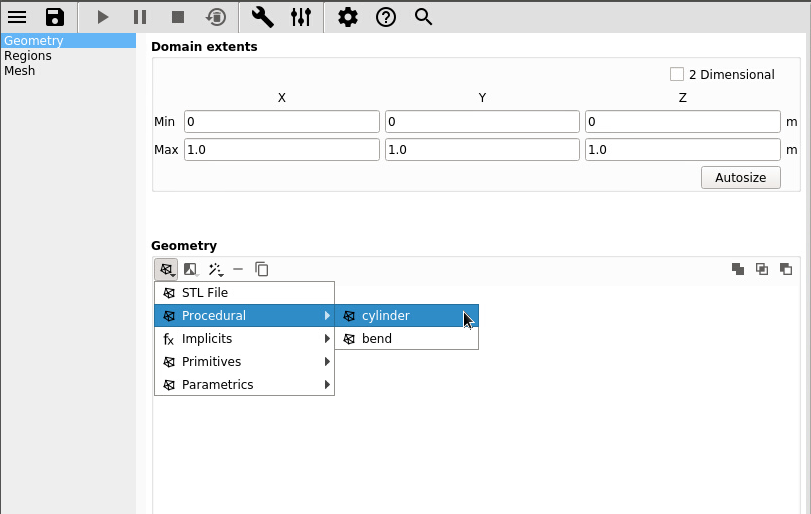 Geometry
Regions
Mesh
Domain extents
2 Dimensional
X Y Z
Min 0 0 0 m
Max 1.0 1.0 1.0 m
Autosize
Geometry
STL File
Procedural
cylinder
fx Implicits
bend
Primitives
Parametrics